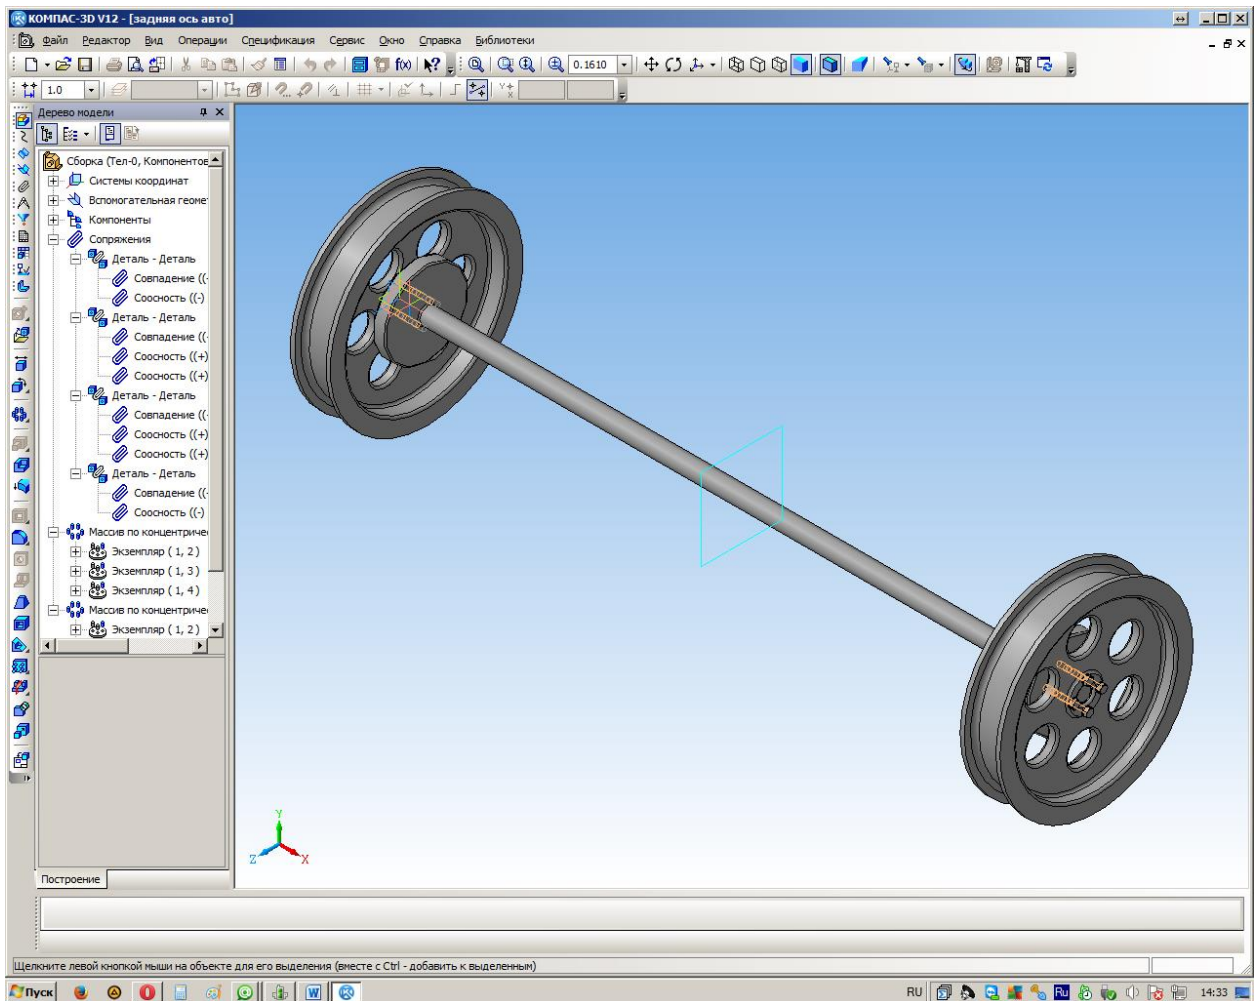 КОМПАС-3D V12 - [задняя ось авто]
Файл Редактор Вид Операции Спецификация Сервис Окно Справка Библиотеки
0.1610
1.0
Дерево модели
Сборка (Тел-0, Компонентов
Системы координат
Вспомогательная геоме
Компоненты
Сопряжения
Деталь - Деталь
Совпадение ((-
Соосность ((-)
Деталь - Деталь
Совпадение ((-
Соосность ((+)
Соосность ((+)
Деталь - Деталь
Совпадение ((-
Соосность ((+)
Соосность ((+)
Деталь - Деталь
Совпадение ((-
Соосность ((-)
Массив по концентриче
Экземпляр ( 1, 2 )
Экземпляр ( 1, 3 )
Экземпляр ( 1, 4 )
Массив по концентриче
Экземпляр ( 1, 2 )
Y
Z
X
Построение
Щелкните левой кнопкой мыши на объекте для его выделения (вместе с Ctrl - добавить к выделенным)
Пуск
RU
Ru
14:33